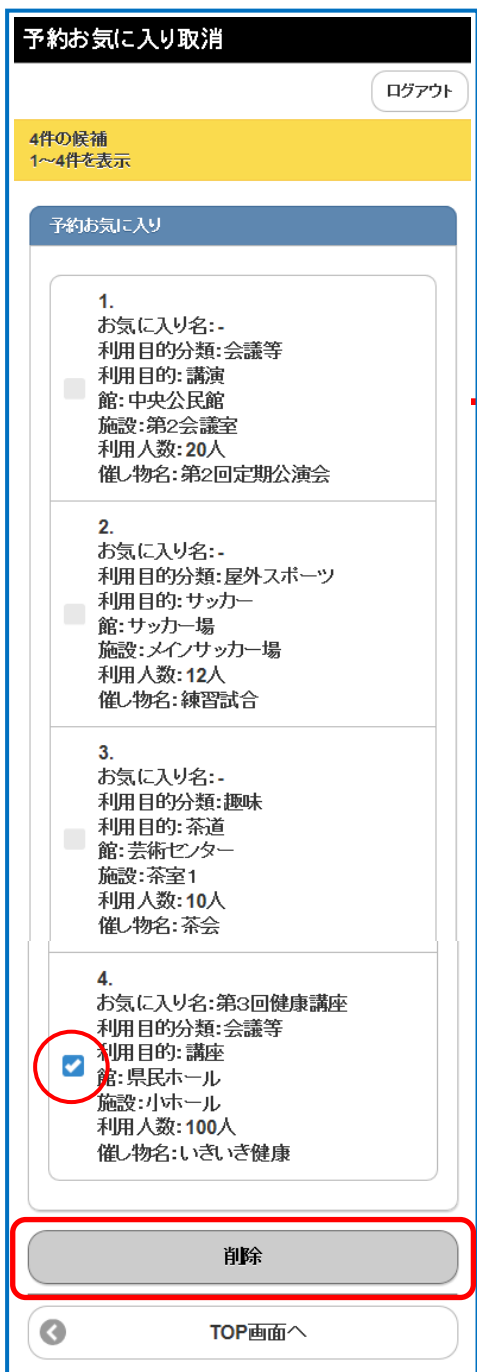 予約お気に入り取消
ログアウト
4件の候補
1～4件を表示
予約お気に入り
1.
お気に入り名:-
利用目的分類:会議等
利用目的:講演
館:中央公民館
施設:第2会議室
利用人数:20人
催し物名:第2回定期公演会
2.
お気に入り名:-
利用目的分類:屋外スポーツ
利用目的:サッカー
館:サッカー場
施設:メインサッカー場
利用人数:12人
催し物名:練習試合
3.
お気に入り名:-
利用目的分類:趣味
利用目的:茶道
館:芸術センター
施設:茶室1
利用人数:10人
催し物名:茶会
4.
お気に入り名:第3回健康講座
利用目的分類:会議等
利用目的:講座
館:県民ホール
施設:小ホール
利用人数:100人
催し物名:いきいき健康
削除
TOP画面へ